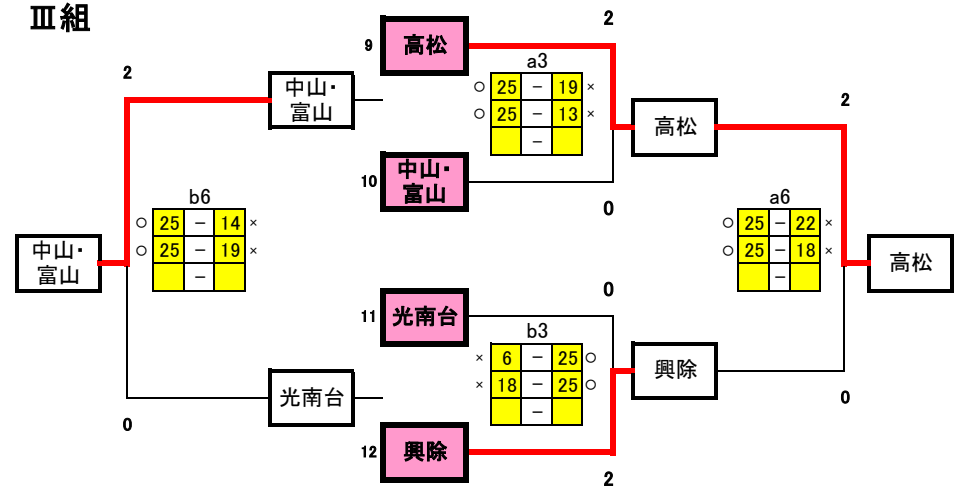 Ⅲ組
2
9
高松
2
a3
○ 25 － 19 ×
○ 25 － 13 ×
－
中山・
富山
高松
2
10
中山・
富山
0
b6
○ 25 － 14 ×
○ 25 － 19 ×
－
a6
○ 25 － 22 ×
○ 25 － 18 ×
－
中山・
富山
高松
0
11
光南台
b3
× 6 － 25 ○
× 18 － 25 ○
－
興除
光南台
0
0
12
興除
2